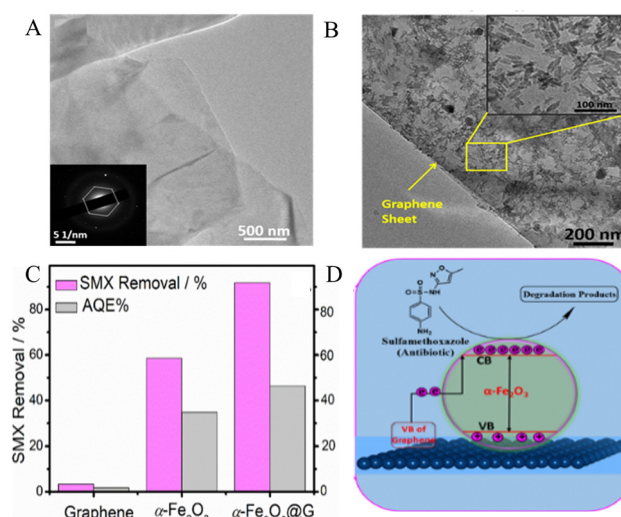 A
5 1/nm
500 nm
B
100 nm
Graphene
Sheet
200 nm
C
SMX Removal / %
SMX Removal / %
AQE%
80
60
40
20
0
80
60
40
20
0
Graphene
α-Fe₂O₃
α-Fe₂O₃@G
D
N-O
O
S-NH
O
NH₂
Sulfamethoxazole
(Antibiotic)
Degradation Products
e e e e e e
CB
α-Fe₂O₃
e e
VB of
Graphene
VB
+ + + +